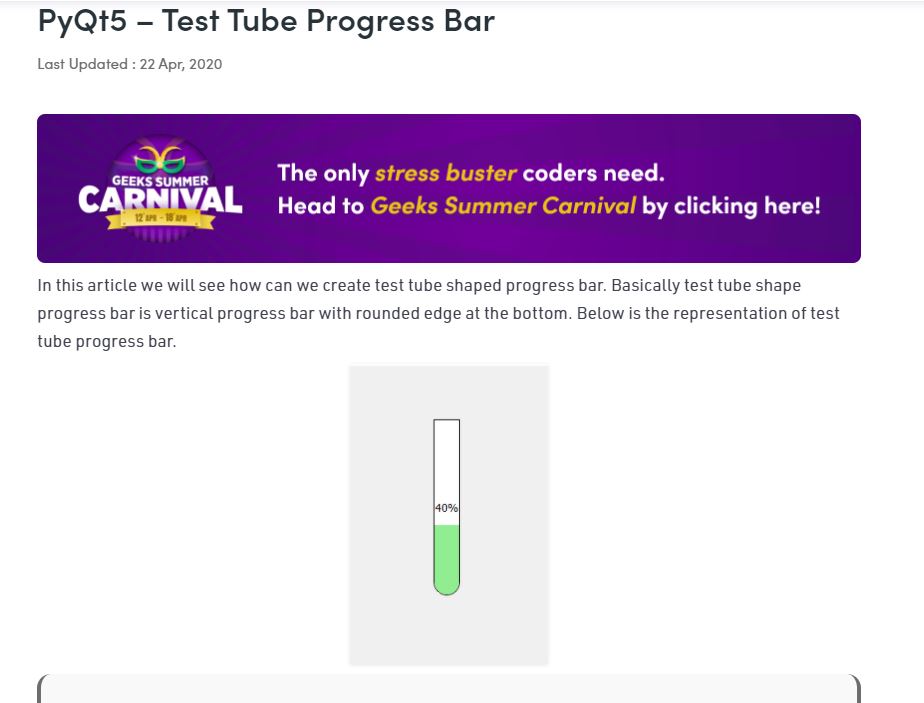 PyQt5 – Test Tube Progress Bar
Last Updated : 22 Apr, 2020
GEEKS SUMMER
CARNIVAL
12 APR - 18 APR
The only stress buster coders need.
Head to Geeks Summer Carnival by clicking here!
In this article we will see how can we create test tube shaped progress bar. Basically test tube shape
progress bar is vertical progress bar with rounded edge at the bottom. Below is the representation of test
tube progress bar.
40%